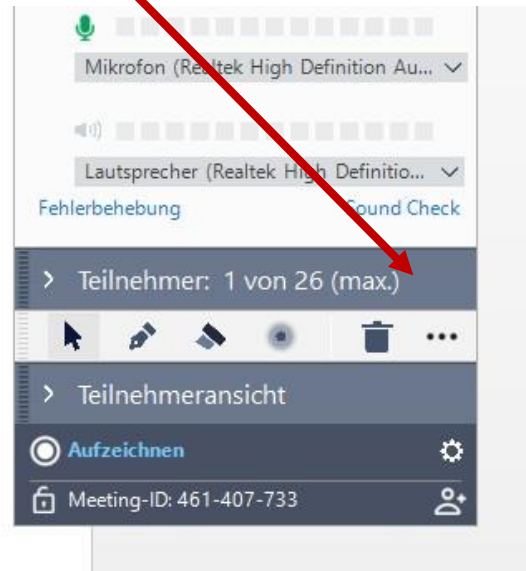 Mikrofon (Realtek High Definition Au...
Lautsprecher (Realtek High Definitio...
Fehlerbehebung
Sound Check
Teilnehmer: 1 von 26 (max.)
Teilnehmeransicht
Aufzeichnen
Meeting-ID: 461-407-733